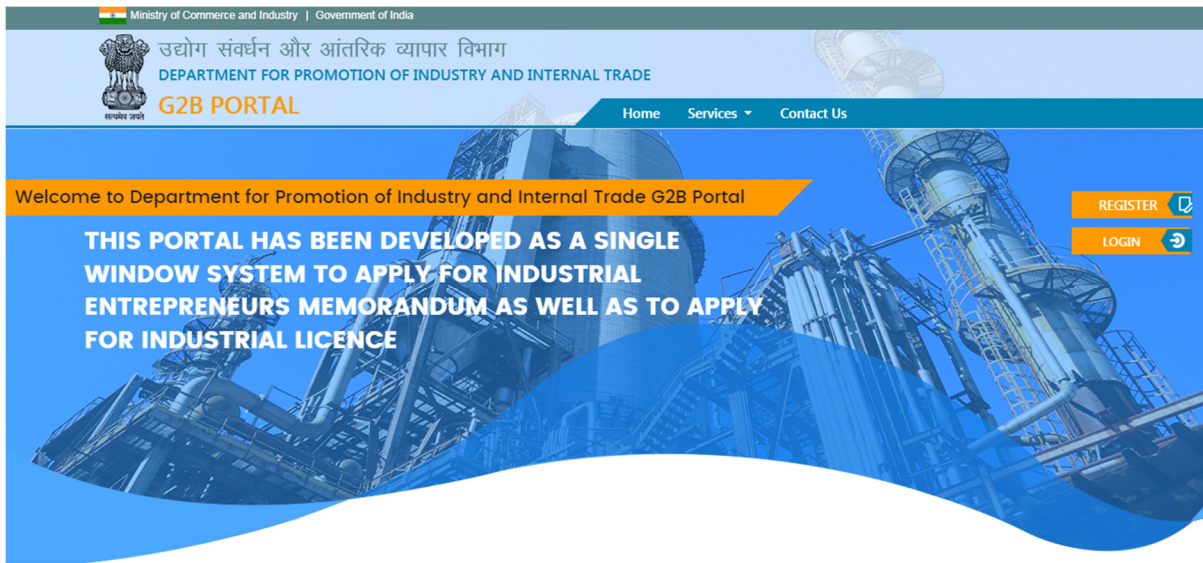 Ministry of Commerce and Industry | Government of India
उद्योग संवर्धन और आंतरिक व्यापार विभाग
DEPARTMENT FOR PROMOTION OF INDUSTRY AND INTERNAL TRADE
सत्यमेव जयते
G2B PORTAL
Home Services Contact Us
Welcome to Department for Promotion of Industry and Internal Trade G2B Portal
REGISTER
LOGIN
THIS PORTAL HAS BEEN DEVELOPED AS A SINGLE
WINDOW SYSTEM TO APPLY FOR INDUSTRIAL
ENTREPRENEURS MEMORANDUM AS WELL AS TO APPLY
FOR INDUSTRIAL LICENCE